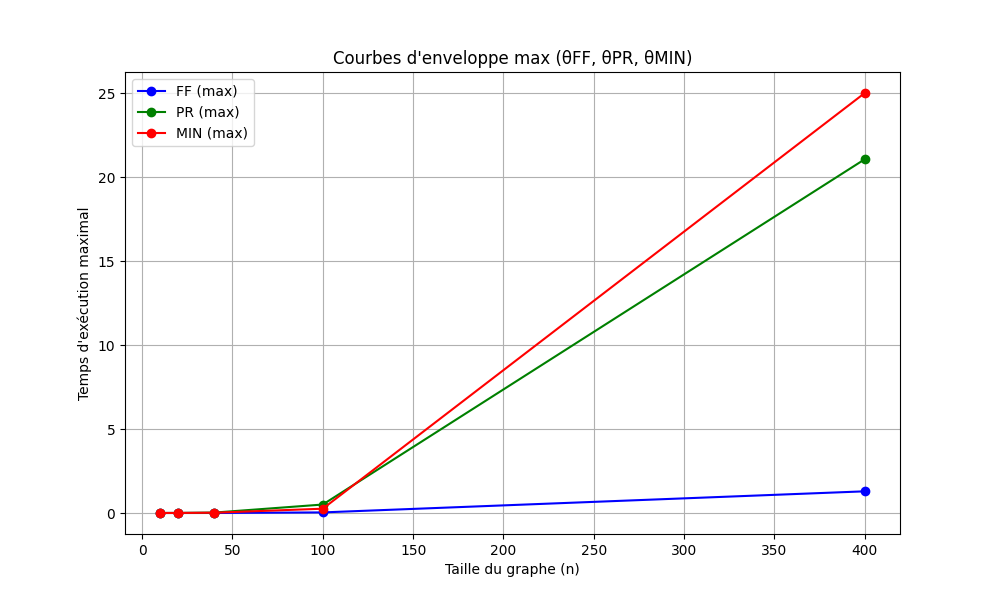 Courbes d'enveloppe max (θFF, θPR, θMIN)
FF (max)
PR (max)
MIN (max)
Temps d'exécution maximal
25
20
15
10
5
0
0 50 100 150 200 250 300 350 400
Taille du graphe (n)